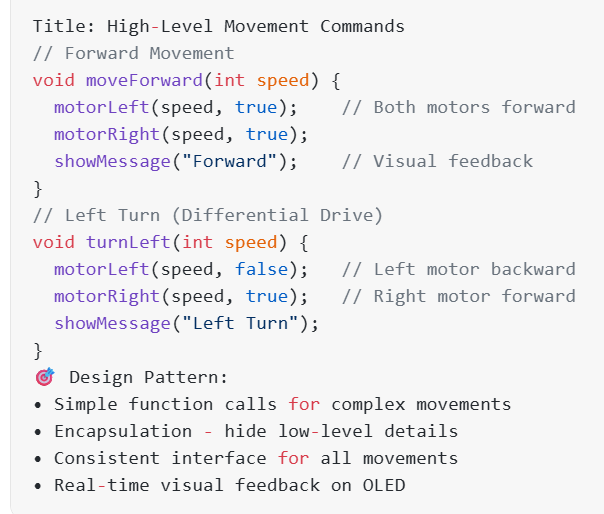 Title: High-Level Movement Commands
// Forward Movement
void moveForward(int speed) {
  motorLeft(speed, true);    // Both motors forward
  motorRight(speed, true);
  showMessage("Forward");    // Visual feedback
}
// Left Turn (Differential Drive)
void turnLeft(int speed) {
  motorLeft(speed, false);   // Left motor backward
  motorRight(speed, true);   // Right motor forward
  showMessage("Left Turn");
}
🎯 Design Pattern:
• Simple function calls for complex movements
• Encapsulation - hide low-level details
• Consistent interface for all movements
• Real-time visual feedback on OLED